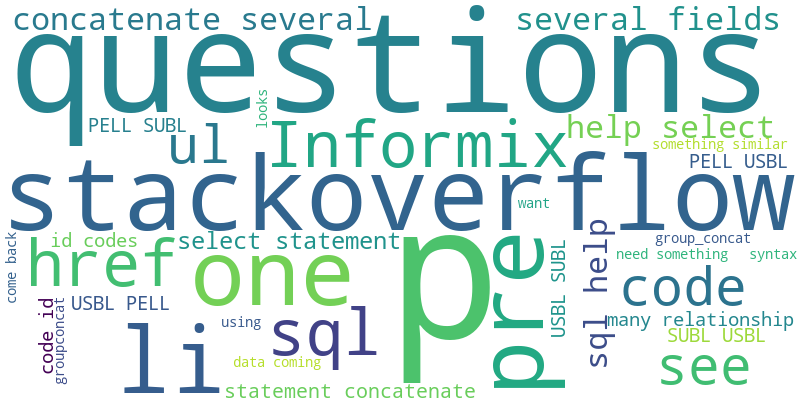 concatenate several
several fields
questions
looks
PELL SUBL
ul
Informix
help select
something similar
PELL USBL
stackoverflow
want
come back
id codes
select statement
group_concat
href
one
p
pre
USBL SUBL
sql help
need something
syntax
code
code id
groupconcat
USBL PELL
using
sql
many relationship
SUBL USBL
li
data coming
see
statement concatenate